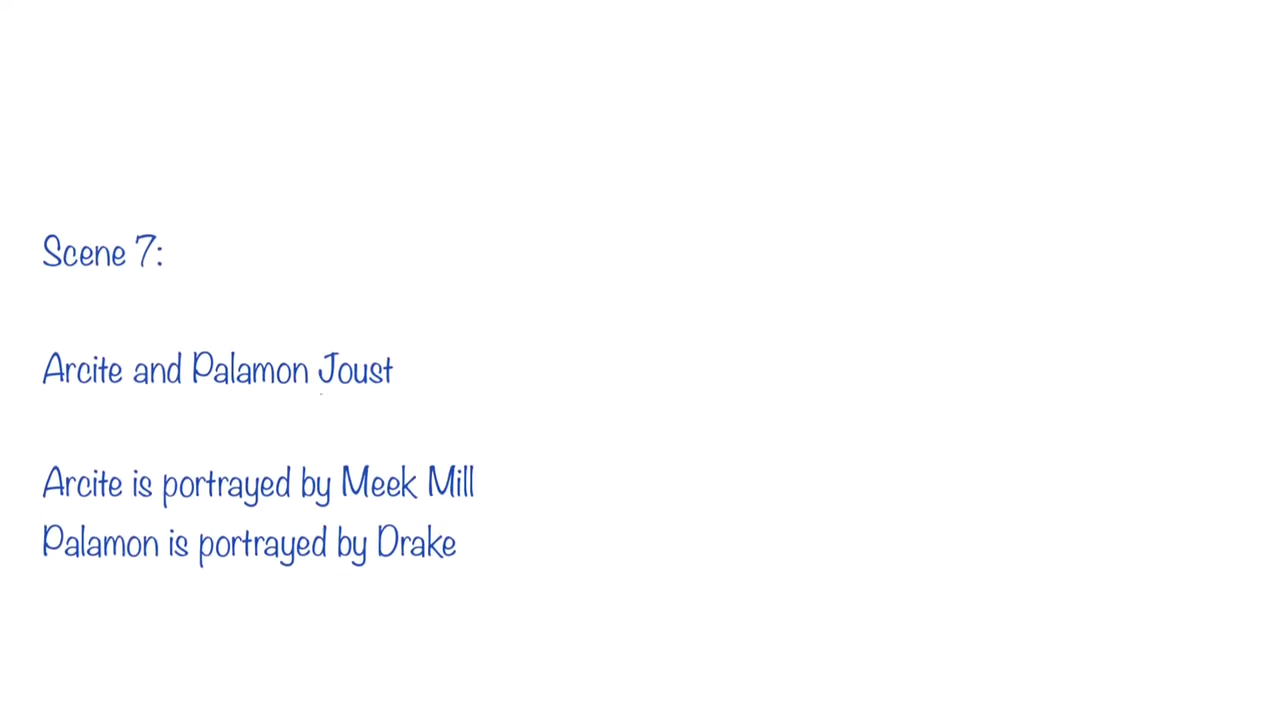 Scene 7:
Arcite and Palamon Joust
Arcite is portrayed by Meek Mill
Palamon is portrayed by Drake